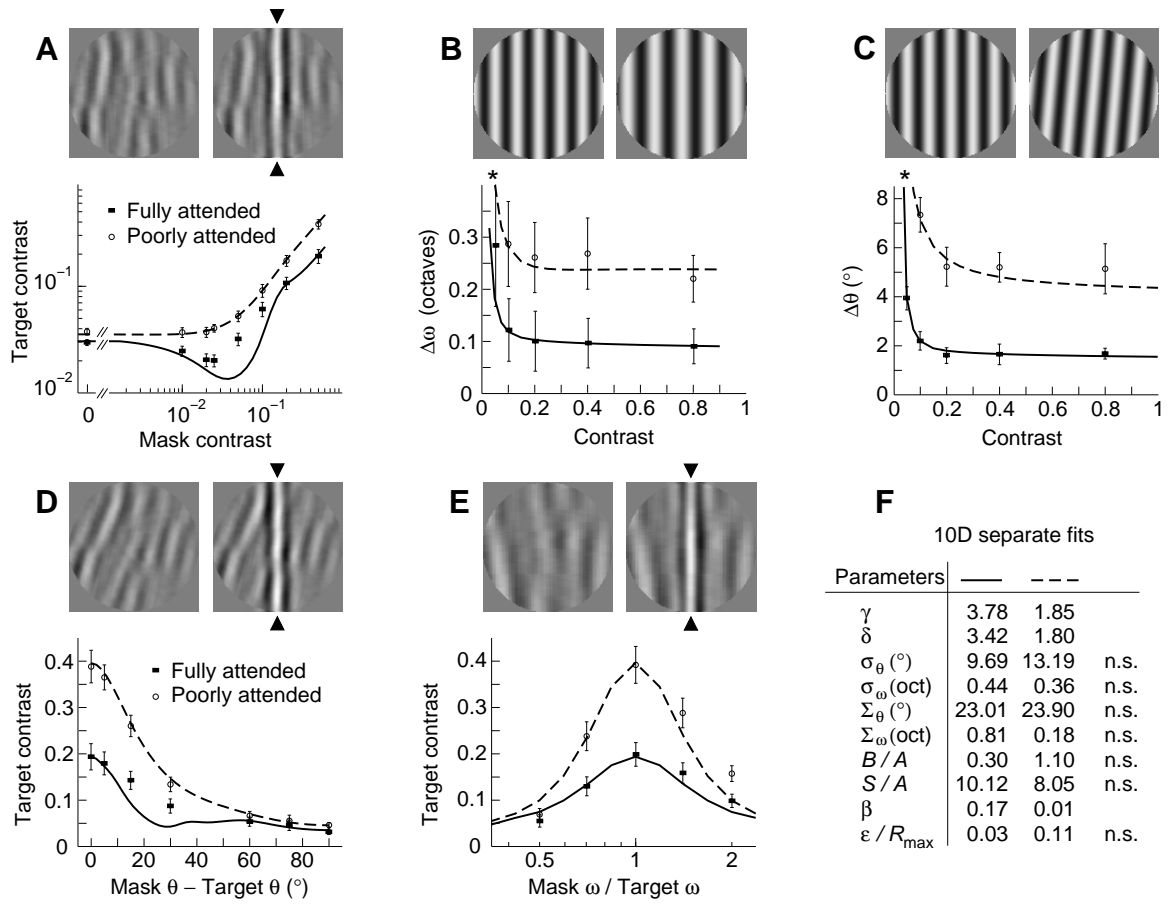 A
Fully attended
Poorly attended
Target contrast
10⁻¹
10⁻²
0
10⁻²
10⁻¹
Mask contrast
B
*
Δω (octaves)
0.3
0.2
0.1
0
0
0.2
0.4
0.6
0.8
1
Contrast
C
*
Δθ (°)
8
6
4
2
0
0
0.2
0.4
0.6
0.8
1
Contrast
D
Fully attended
Poorly attended
Target contrast
0.4
0.3
0.2
0.1
0
0
20
40
60
80
Mask θ – Target θ (°)
E
Target contrast
0.4
0.3
0.2
0.1
0
0.5
1
2
Mask ω / Target ω
F
10D separate fits
Parameters
γ 3.78 1.85
δ 3.42 1.80
σθ (°) 9.69 13.19 n.s.
σω (oct) 0.44 0.36 n.s.
Σθ (°) 23.01 23.90 n.s.
Σω (oct) 0.81 0.18 n.s.
B / A 0.30 1.10 n.s.
S / A 10.12 8.05 n.s.
β 0.17 0.01
ε / Rmax 0.03 0.11 n.s.